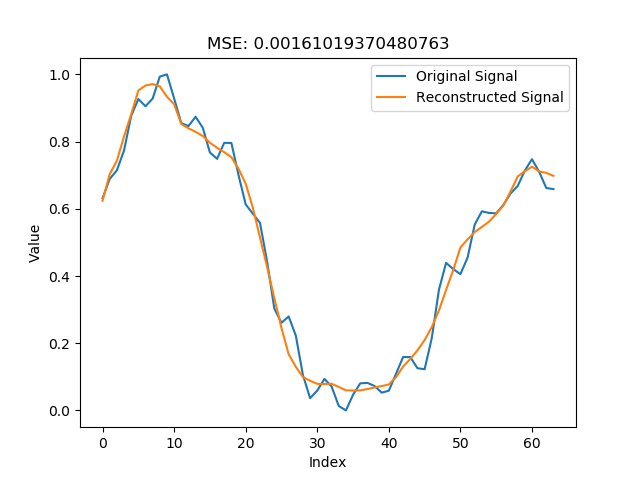 MSE: 0.00161019370480763
Original Signal
Reconstructed Signal
1.0
0.8
0.6
0.4
0.2
0.0
Value
0 10 20 30 40 50 60
Index